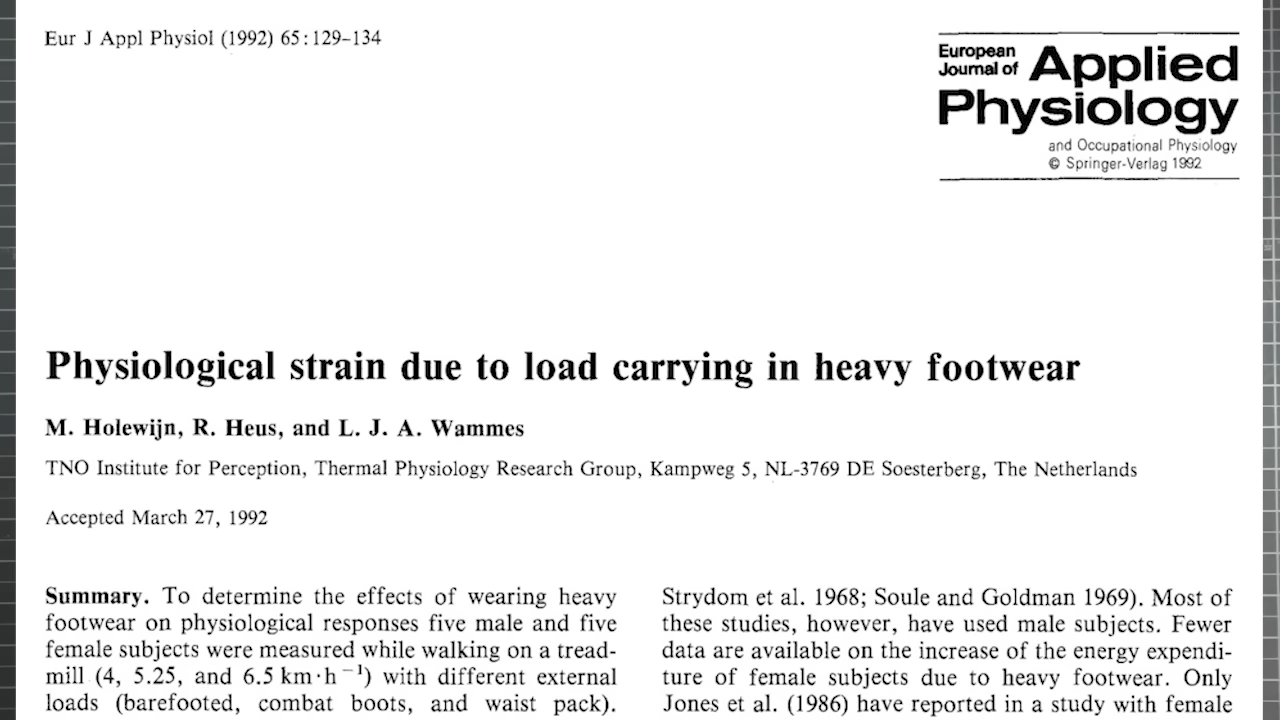 Eur J Appl Physiol (1992) 65:129–134
European
Journal of
Applied
Physiology
and Occupational Physiology
© Springer-Verlag 1992
Physiological strain due to load carrying in heavy footwear
M. Holewijn, R. Heus, and L. J. A. Wammes
TNO Institute for Perception, Thermal Physiology Research Group, Kampweg 5, NL-3769 DE Soesterberg, The Netherlands
Accepted March 27, 1992
Summary. To determine the effects of wearing heavy
footwear on physiological responses five male and five
female subjects were measured while walking on a tread-
mill (4, 5.25, and 6.5 km·h⁻¹) with different external
loads (barefooted, combat boots, and waist pack).
Strydom et al. 1968; Soule and Goldman 1969). Most of
these studies, however, have used male subjects. Fewer
data are available on the increase of the energy expendi-
ture of female subjects due to heavy footwear. Only
Jones et al. (1986) have reported in a study with female